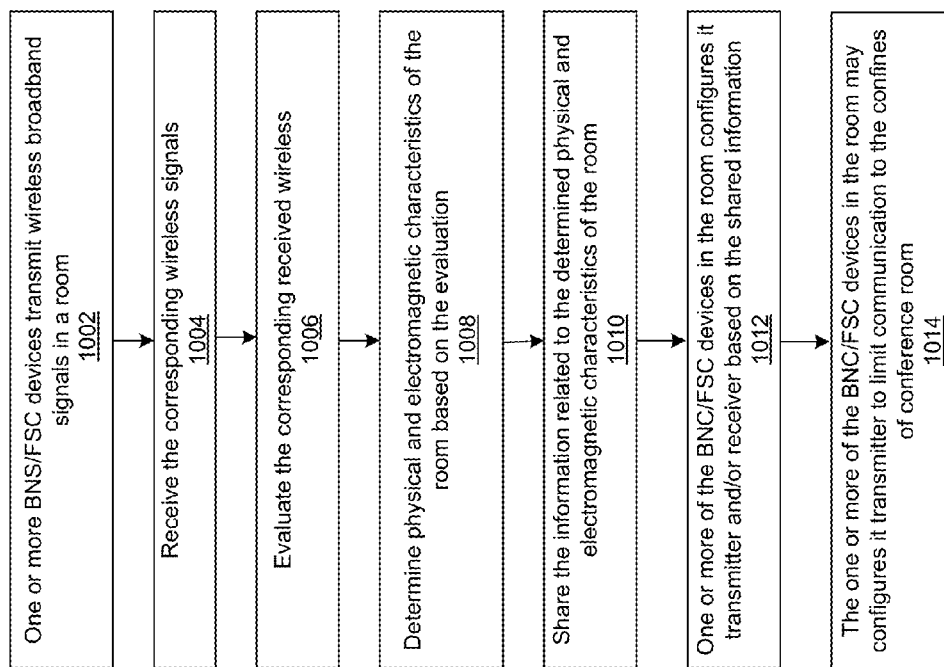 One or more BNS/FSC devices transmit wireless broadband
signals in a room
1002
Receive the corresponding wireless signals
1004
Evaluate the corresponding received wireless
1006
Determine physical and electromagnetic characteristics of the
room based on the evaluation
1008
Share the information related to the determined physical and
electromagnetic characteristics of the room
1010
One or more of the BNC/FSC devices in the room configures it
transmitter and/or receiver based on the shared information
1012
The one or more of the BNC/FSC devices in the room may
configures it transmitter to limit communication to the confines
of conference room
1014